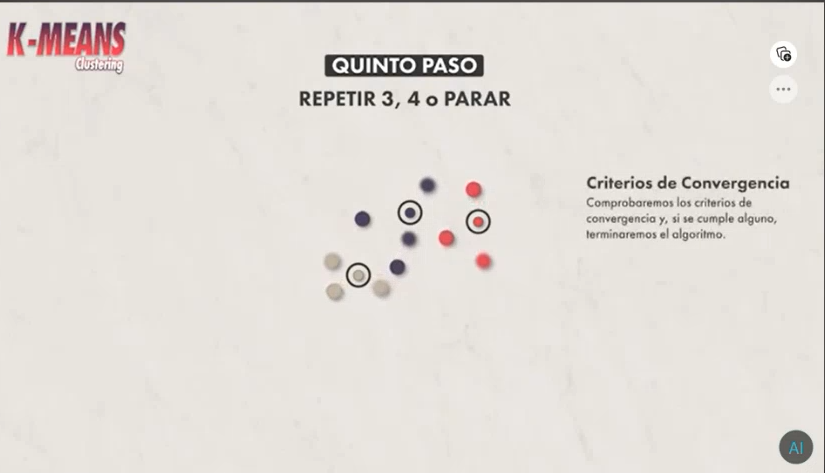 K-MEANS
Clustering
QUINTO PASO
REPETIR 3, 4 o PARAR
Criterios de Convergencia
Comprobaremos los criterios de
convergencia y, si se cumple alguno,
terminaremos el algoritmo.
AI